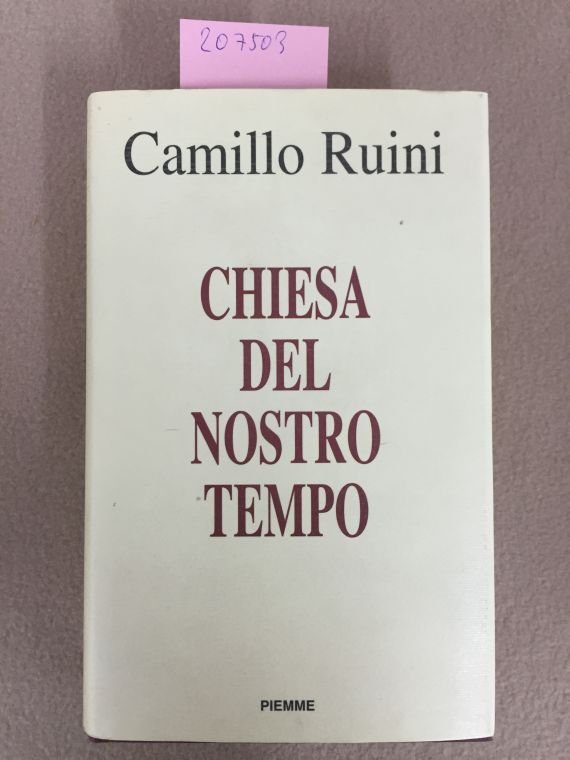 207503
Camillo Ruini
CHIESA
DEL
NOSTRO
TEMPO
PIEMME